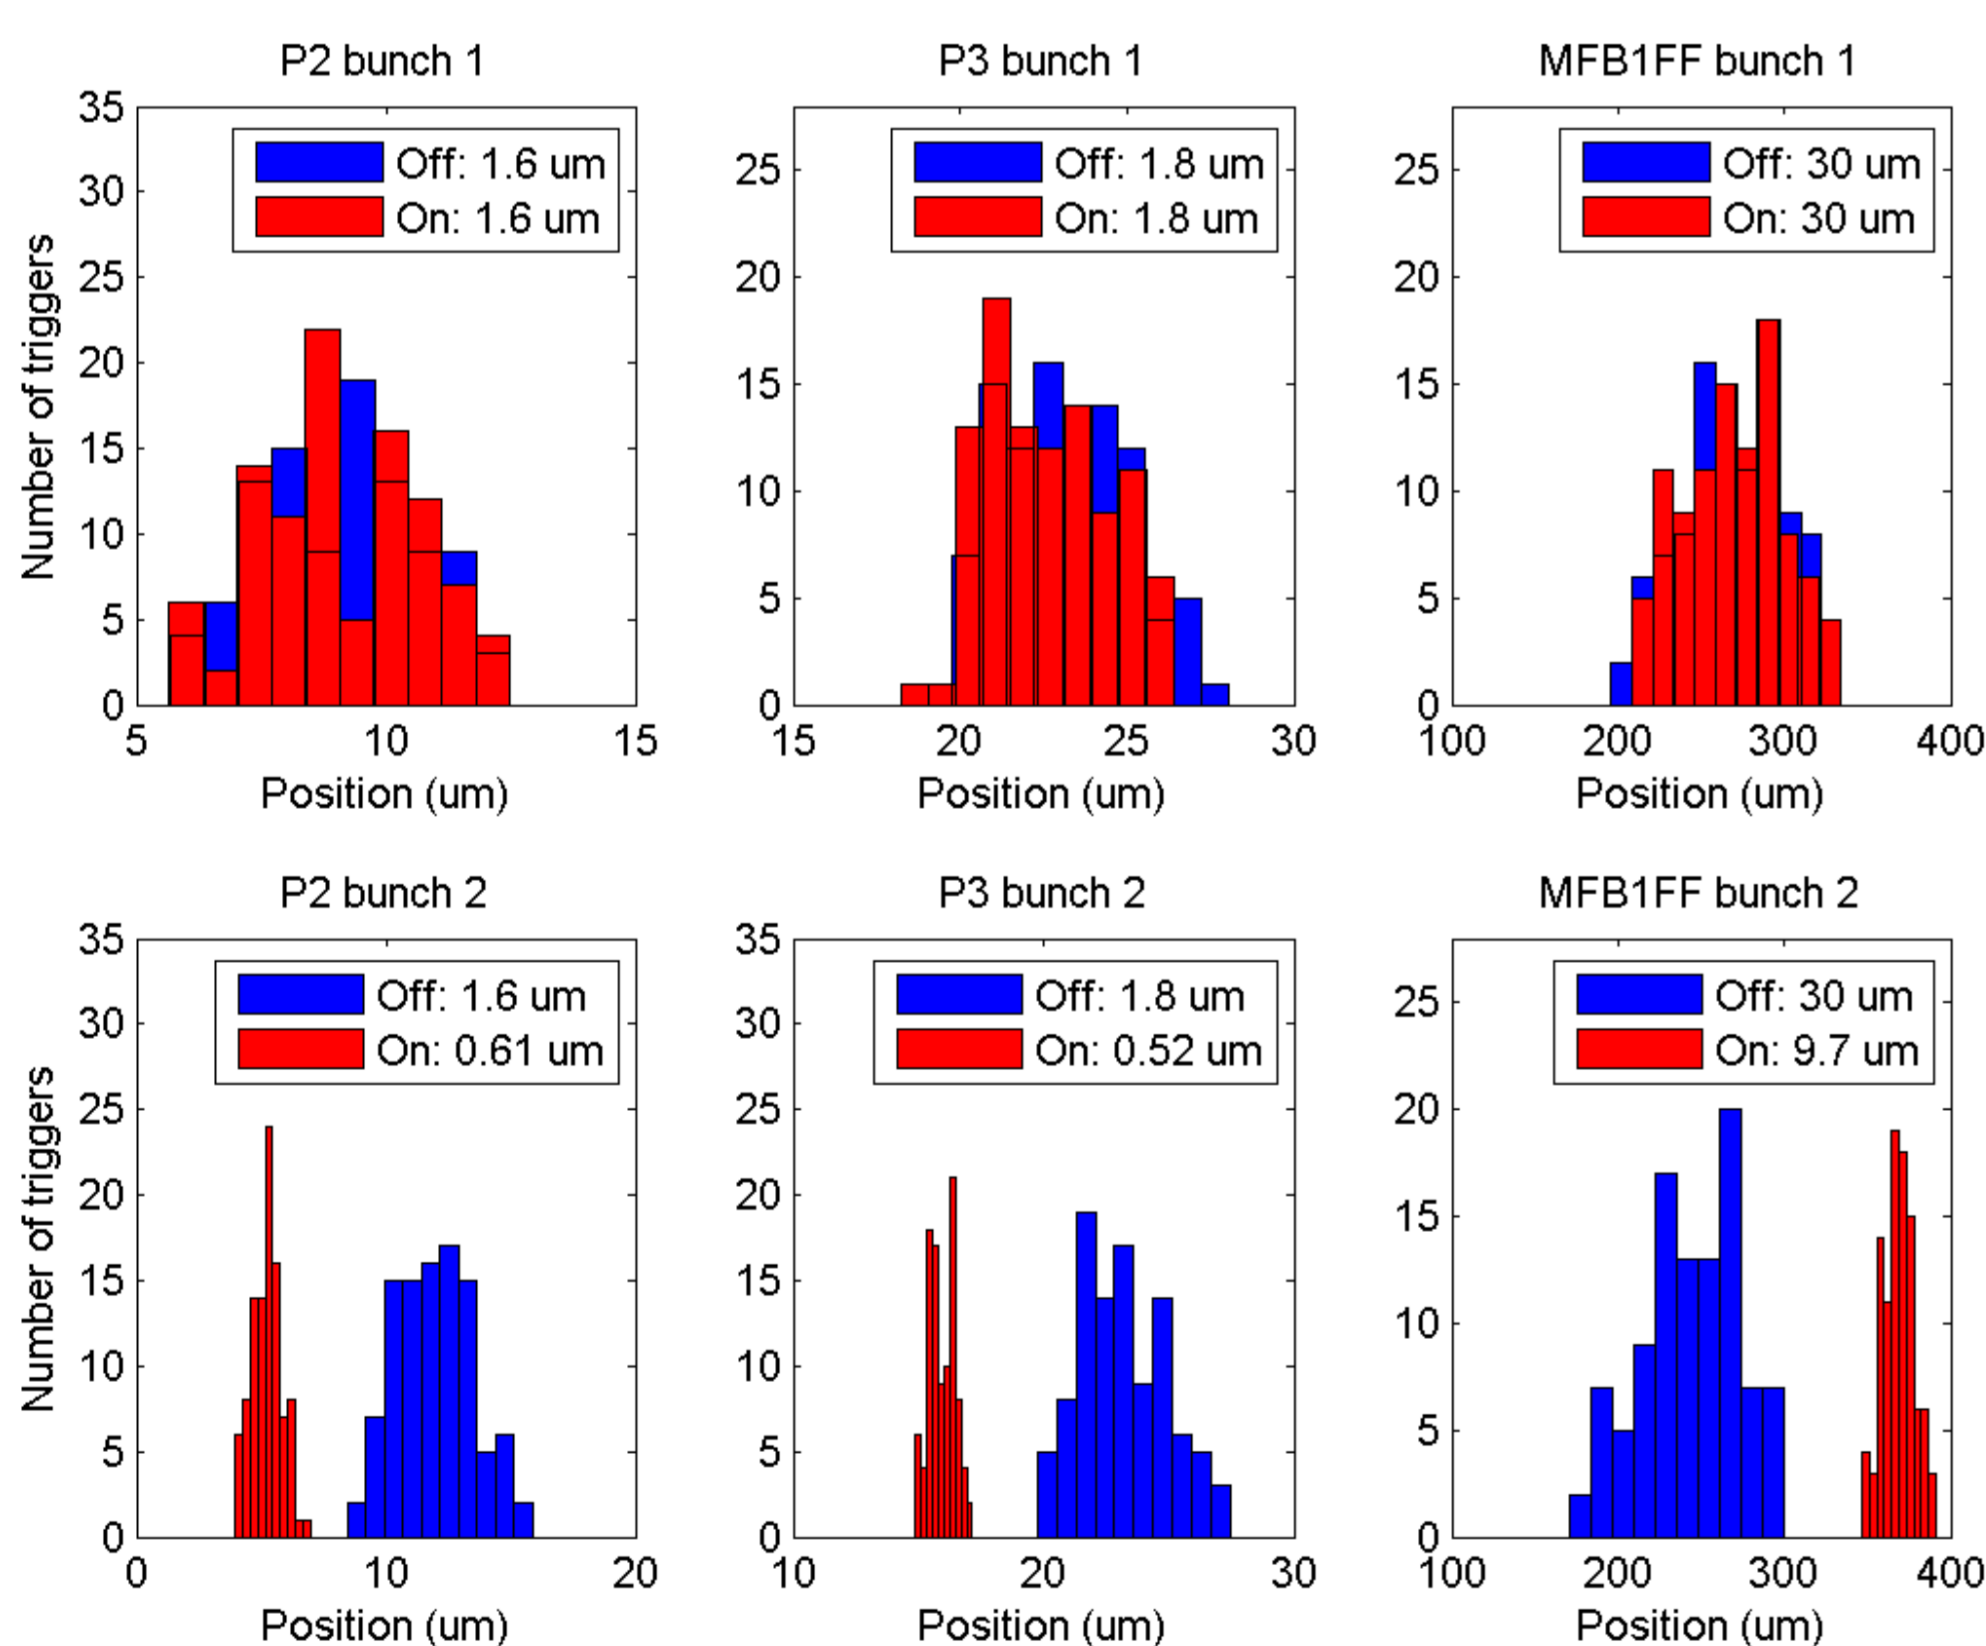 P2 bunch 1
P3 bunch 1
MFB1FF bunch 1
35
30
25
20
15
10
5
0
Number of triggers
Off: 1.6 um
On: 1.6 um
5 10 15
Position (um)
25
20
15
10
5
0
Off: 1.8 um
On: 1.8 um
15 20 25 30
Position (um)
25
20
15
10
5
0
Off: 30 um
On: 30 um
100 200 300 400
Position (um)
P2 bunch 2
P3 bunch 2
MFB1FF bunch 2
35
30
25
20
15
10
5
0
Number of triggers
Off: 1.6 um
On: 0.61 um
0 10 20
Position (um)
35
30
25
20
15
10
5
0
Off: 1.8 um
On: 0.52 um
10 20 30
Position (um)
25
20
15
10
5
0
Off: 30 um
On: 9.7 um
100 200 300 400
Position (um)